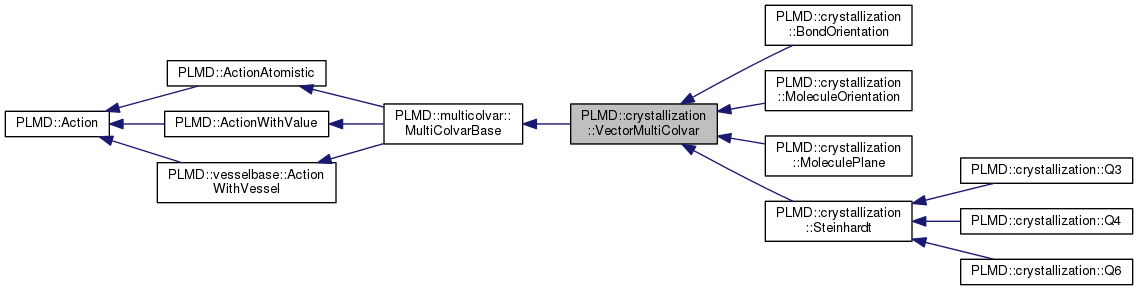 PLMD::Action
PLMD::ActionAtomistic
PLMD::ActionWithValue
PLMD::vesselbase::Action
WithVessel
PLMD::multicolvar::
MultiColvarBase
PLMD::crystallization
::VectorMultiColvar
PLMD::crystallization
::BondOrientation
PLMD::crystallization
::MoleculeOrientation
PLMD::crystallization
::MoleculePlane
PLMD::crystallization
::Steinhardt
PLMD::crystallization::Q3
PLMD::crystallization::Q4
PLMD::crystallization::Q6